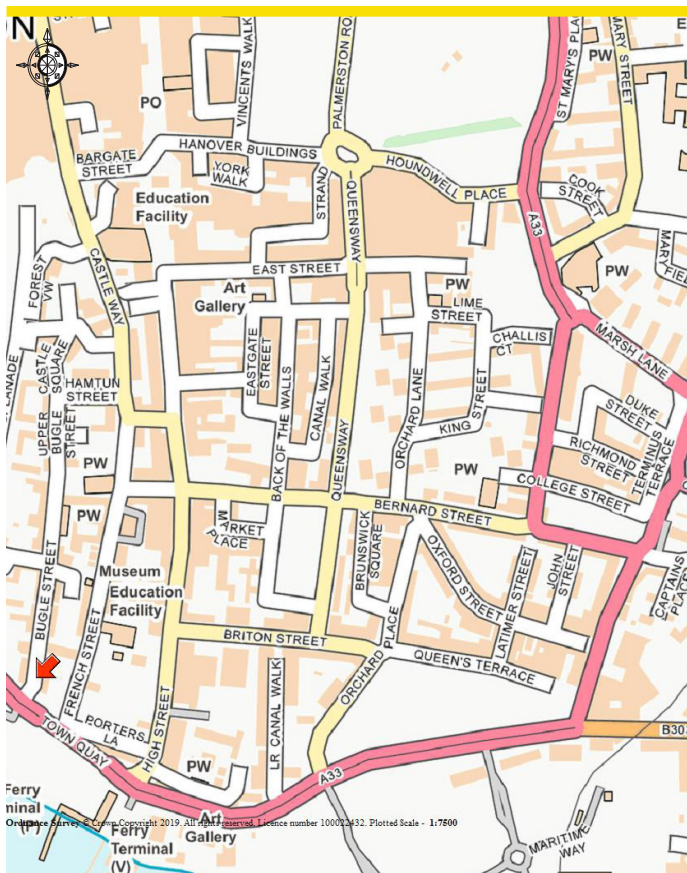 N
PO
VINCENTS WALK
PALMERSTON RO
ST MARY'S PLA
MARY STREET
PW
HANOVER BUILDINGS
BARGATE
STREET
YORK
WALK
STRAND
QUEENSWAY
HOUNDWELL
PLACE
COOK
STREET
A33
Education
Facility
CASTLE WAY
FOREST
VW
EAST STREET
Art
Gallery
PW
LIME
STREET
PW
MARY FIE
CHALLIS
CT
MARSH LANE
PLANADE
UPPER BUGLE STREET
CASTLE SQUARE
HAMTUN
STREET
EASTGATE
STREET
BACK OF THE WALLS
CANAL WALK
QUEENSWAY
ORCHARD LANE
KING STREET
DUKE
STREET
RICHMOND
STREET
TERMINUS
TERRACE
PW
PW
COLLEGE STREET
PW
MARKET
PLACE
BERNARD STREET
BRUNSWICK
SQUARE
OXFORD STREET
LATIMER STREET
JOHN
STREET
CAPTAINS
PLACE
Museum
Education
Facility
BUGLE STREET
FRENCH STREET
BRITON STREET
ORCHARD PLACE
QUEEN'S TERRACE
HIGH STREET
LR CANAL WALK
PORTERS
LA
TOWN QUAY
PW
A33
B303
Ferry
minal
(P)
Art
Gallery
Ferry
Terminal
(V)
MARITIME
WAY
Ordnance Survey © Crown Copyright 2019. All rights reserved. Licence number 100022432. Plotted Scale - 1:7500